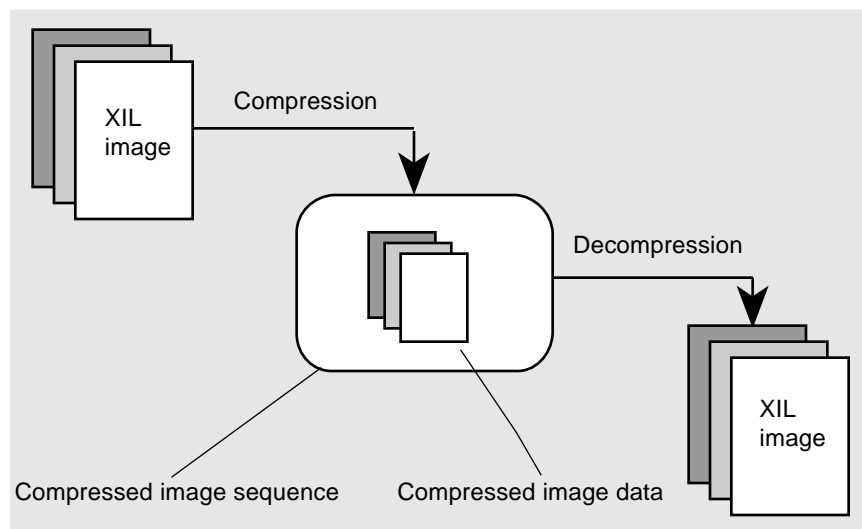 XIL
image
Compression
Decompression
XIL
image
Compressed image sequence
Compressed image data